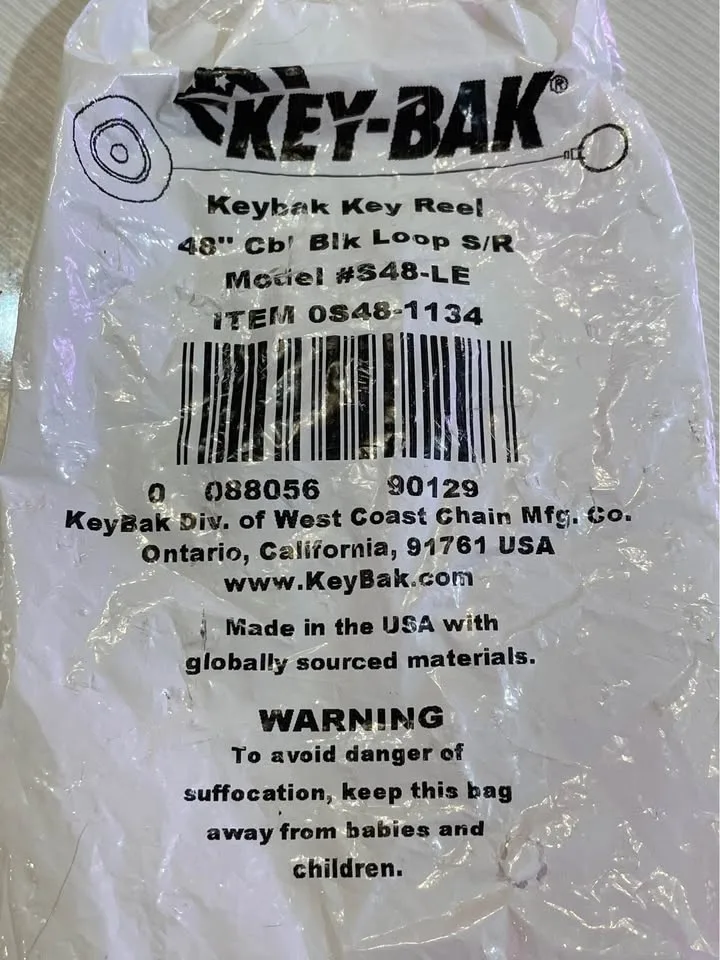 KEY-BAK®
Keybak Key Reel
48" Cbl Blk Loop S/R
Model #S48-LE
ITEM 0S48-1134
0 088056 90129
KeyBak Div. of West Coast Chain Mfg. Co.
Ontario, California, 91761 USA
www.KeyBak.com
Made in the USA with
globally sourced materials.
WARNING
To avoid danger of
suffocation, keep this bag
away from babies and
children.